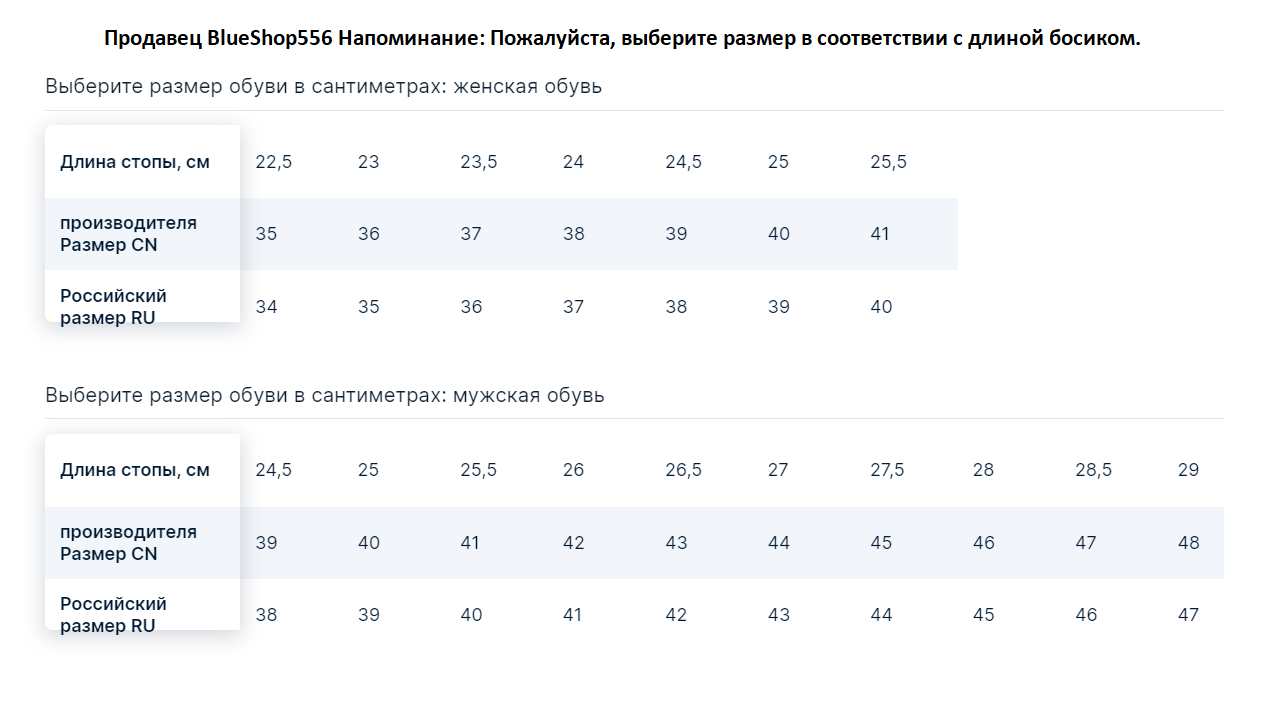 Продавец BlueShop556 Напоминание: Пожалуйста, выберите размер в соответствии с длиной босиком.
Выберите размер обуви в сантиметрах: женская обувь
Длина стопы, см 22,5 23 23,5 24 24,5 25 25,5
производителя
Размер CN 35 36 37 38 39 40 41
Российский
размер RU 34 35 36 37 38 39 40
Выберите размер обуви в сантиметрах: мужская обувь
Длина стопы, см 24,5 25 25,5 26 26,5 27 27,5 28 28,5 29
производителя
Размер CN 39 40 41 42 43 44 45 46 47 48
Российский
размер RU 38 39 40 41 42 43 44 45 46 47